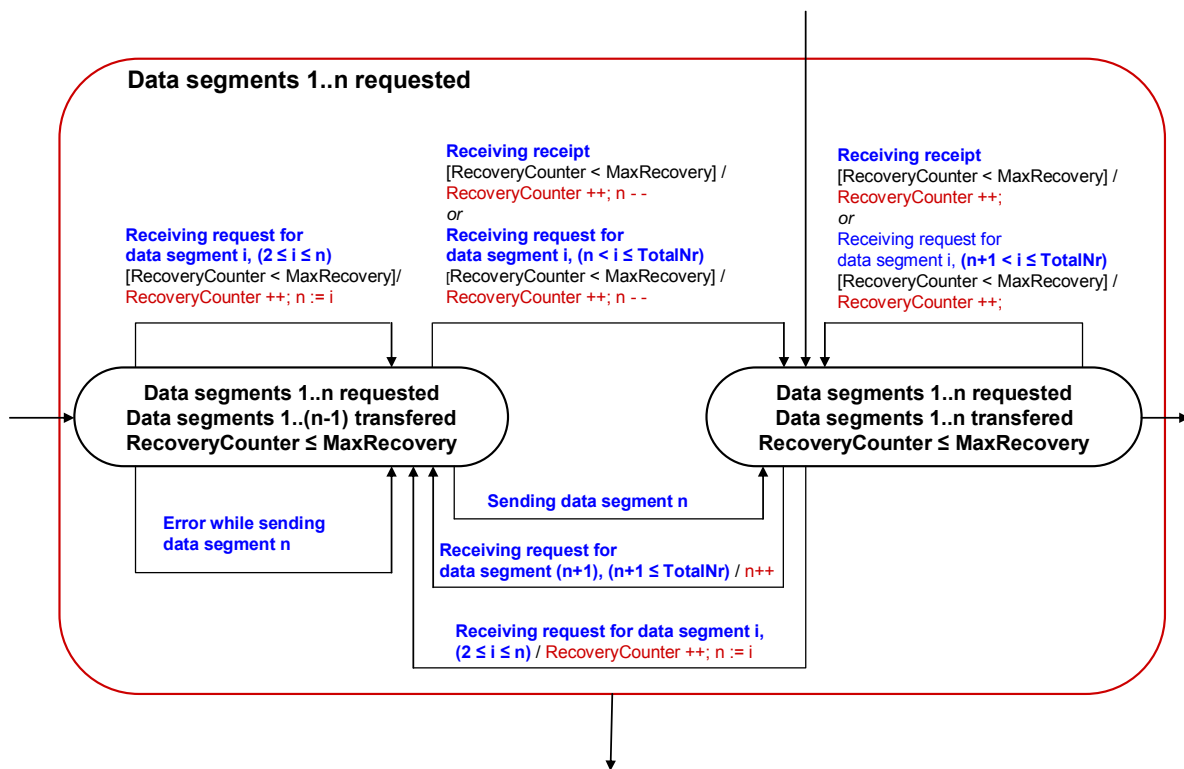 Data segments 1..n requested
Receiving receipt
[RecoveryCounter < MaxRecovery] /
RecoveryCounter ++; n - -
or
Receiving request for
data segment i, (n < i ≤ TotalNr)
[RecoveryCounter < MaxRecovery] /
RecoveryCounter ++; n - -
Receiving receipt
[RecoveryCounter < MaxRecovery] /
RecoveryCounter ++;
or
Receiving request for
data segment i, (n+1 < i ≤ TotalNr)
[RecoveryCounter < MaxRecovery] /
RecoveryCounter ++;
Receiving request for
data segment i, (2 ≤ i ≤ n)
[RecoveryCounter < MaxRecovery]/
RecoveryCounter ++; n := i
Data segments 1..n requested
Data segments 1..(n-1) transfered
RecoveryCounter ≤ MaxRecovery
Data segments 1..n requested
Data segments 1..n transfered
RecoveryCounter ≤ MaxRecovery
Error while sending
data segment n
Sending data segment n
Receiving request for
data segment (n+1), (n+1 ≤ TotalNr) / n++
Receiving request for data segment i,
(2 ≤ i ≤ n) / RecoveryCounter ++; n := i